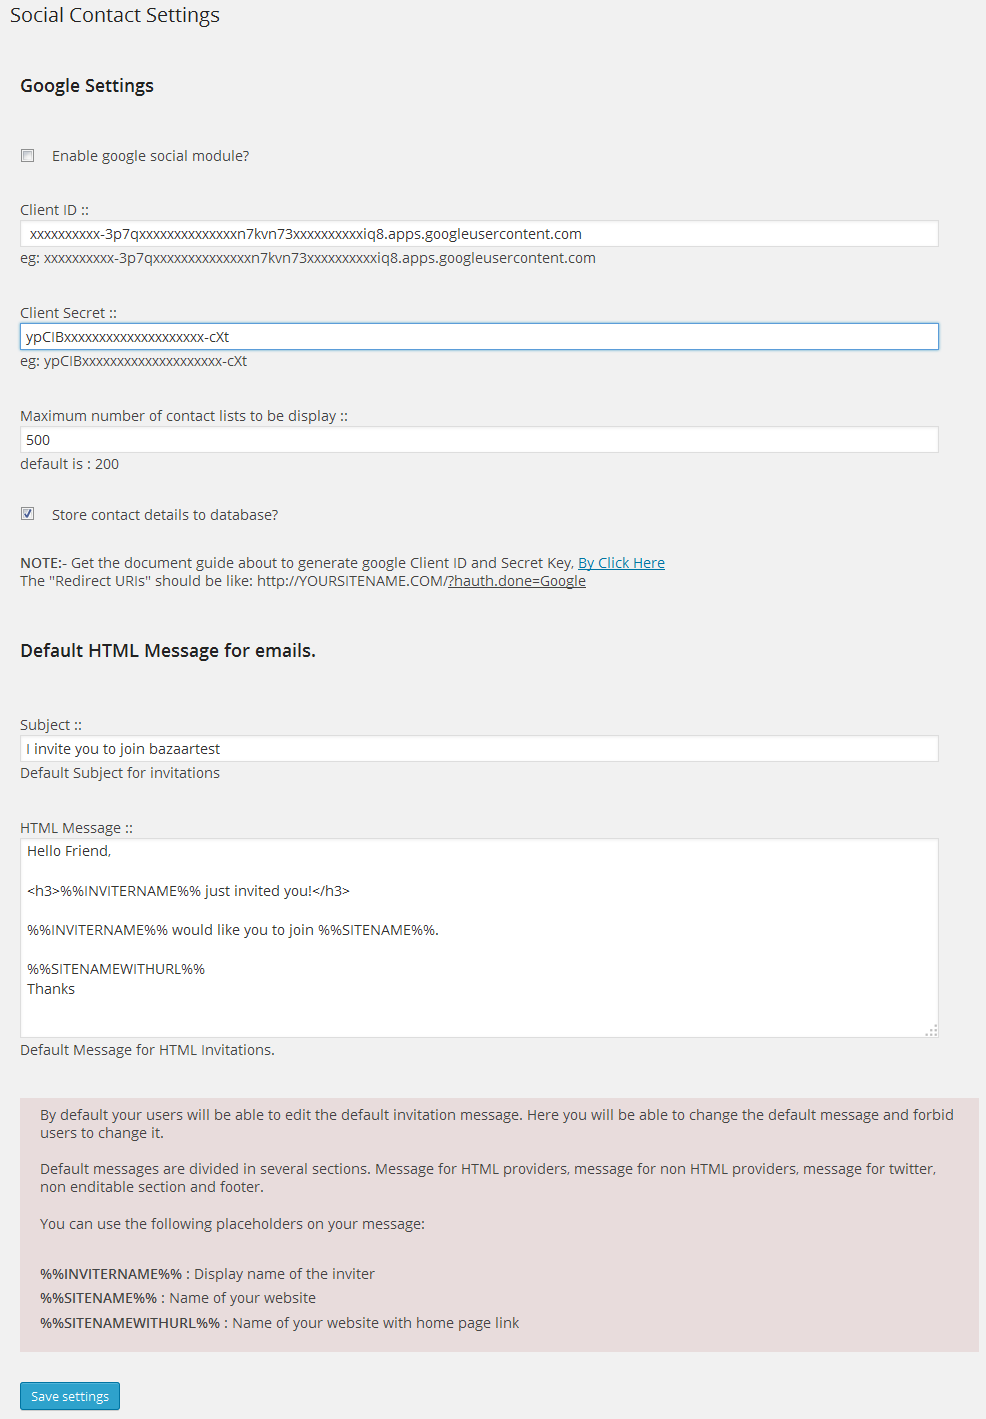 Social Contact Settings
Google Settings
Enable google social module?
Client ID ::
xxxxxxxxxx-3p7qxxxxxxxxxxxxxxn7kvn73xxxxxxxxxxiq8.apps.googleusercontent.com
eg: xxxxxxxxxx-3p7qxxxxxxxxxxxxxxn7kvn73xxxxxxxxxxiq8.apps.googleusercontent.com
Client Secret ::
ypCIBxxxxxxxxxxxxxxxxxxxx-cXt
eg: ypCIBxxxxxxxxxxxxxxxxxxxx-cXt
Maximum number of contact lists to be display ::
500
default is : 200
Store contact details to database?
NOTE:- Get the document guide about to generate google Client ID and Secret Key, By Click Here
The "Redirect URIs" should be like: http://YOURSITENAME.COM/?hauth.done=Google
Default HTML Message for emails.
Subject ::
I invite you to join bazaartest
Default Subject for invitations
HTML Message ::
Hello Friend,
<h3>%%INVITERNAME%% just invited you!</h3>
%%INVITERNAME%% would like you to join %%SITENAME%%.
%%SITENAMEWITHURL%%
Thanks
Default Message for HTML Invitations.
By default your users will be able to edit the default invitation message. Here you will be able to change the default message and forbid
users to change it.
Default messages are divided in several sections. Message for HTML providers, message for non HTML providers, message for twitter,
non enditable section and footer.
You can use the following placeholders on your message:
%%INVITERNAME%% : Display name of the inviter
%%SITENAME%% : Name of your website
%%SITENAMEWITHURL%% : Name of your website with home page link
Save settings